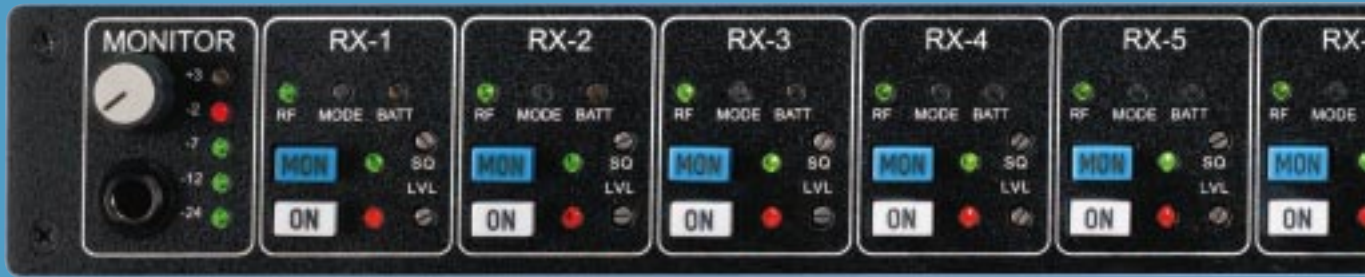 MONITOR
+3
-2
-7
-12
-24
RX-1
RF MODE BATT
MON
SQ
LVL
ON
RX-2
RF MODE BATT
MON
SQ
LVL
ON
RX-3
RF MODE BATT
MON
SQ
LVL
ON
RX-4
RF MODE BATT
MON
SQ
LVL
ON
RX-5
RF MODE BATT
MON
SQ
LVL
ON
RX-
RF MODE
MON
ON